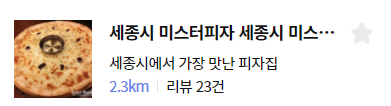 세종시 미스터피자 세종시 미스…
세종시에서 가장 맛난 피자집
2.3km
리뷰 23건